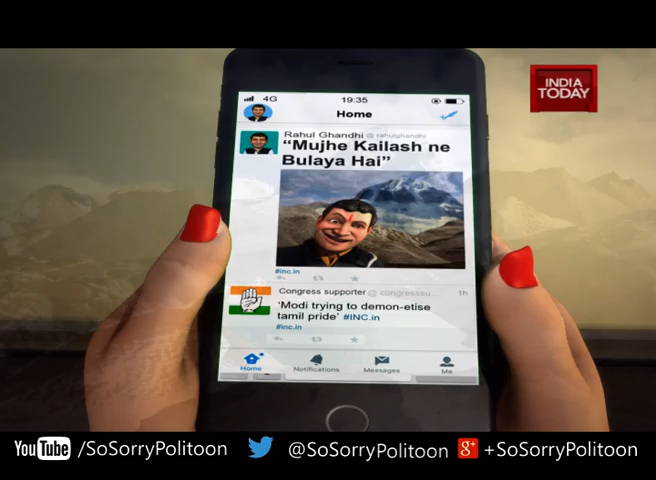 INDIA
TODAY
4G
19:35
Home
Rahul Ghandhi @rahulghandhi
“Mujhe Kailash ne
Bulaya Hai”
#inc.in
Congress supporter @congresssu...
1h
‘Modi trying to demon-etise
tamil pride’ #INC.in
#inc.in
Home
Notifications
Messages
Me
YouTube /SoSorryPolitoon
@SoSorryPolitoon
g+ +SoSorryPolitoon